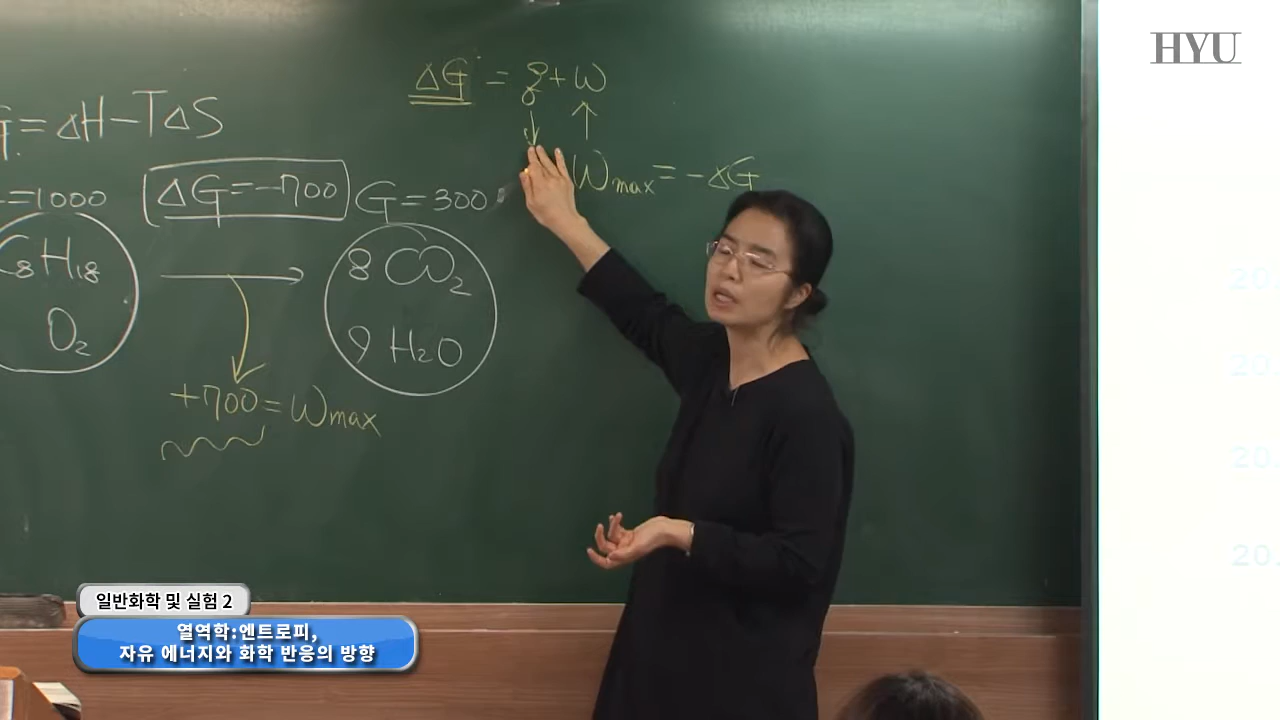 HYU
ΔG = q + w
G = ΔH − TΔS
Wmax = −ΔG
=1000
ΔG = −700
G = 300
C8H18
O2
8 CO2
9 H2O
+700 = Wmax
일반화학 및 실험 2
열역학:엔트로피,
자유 에너지와 화학 반응의 방향